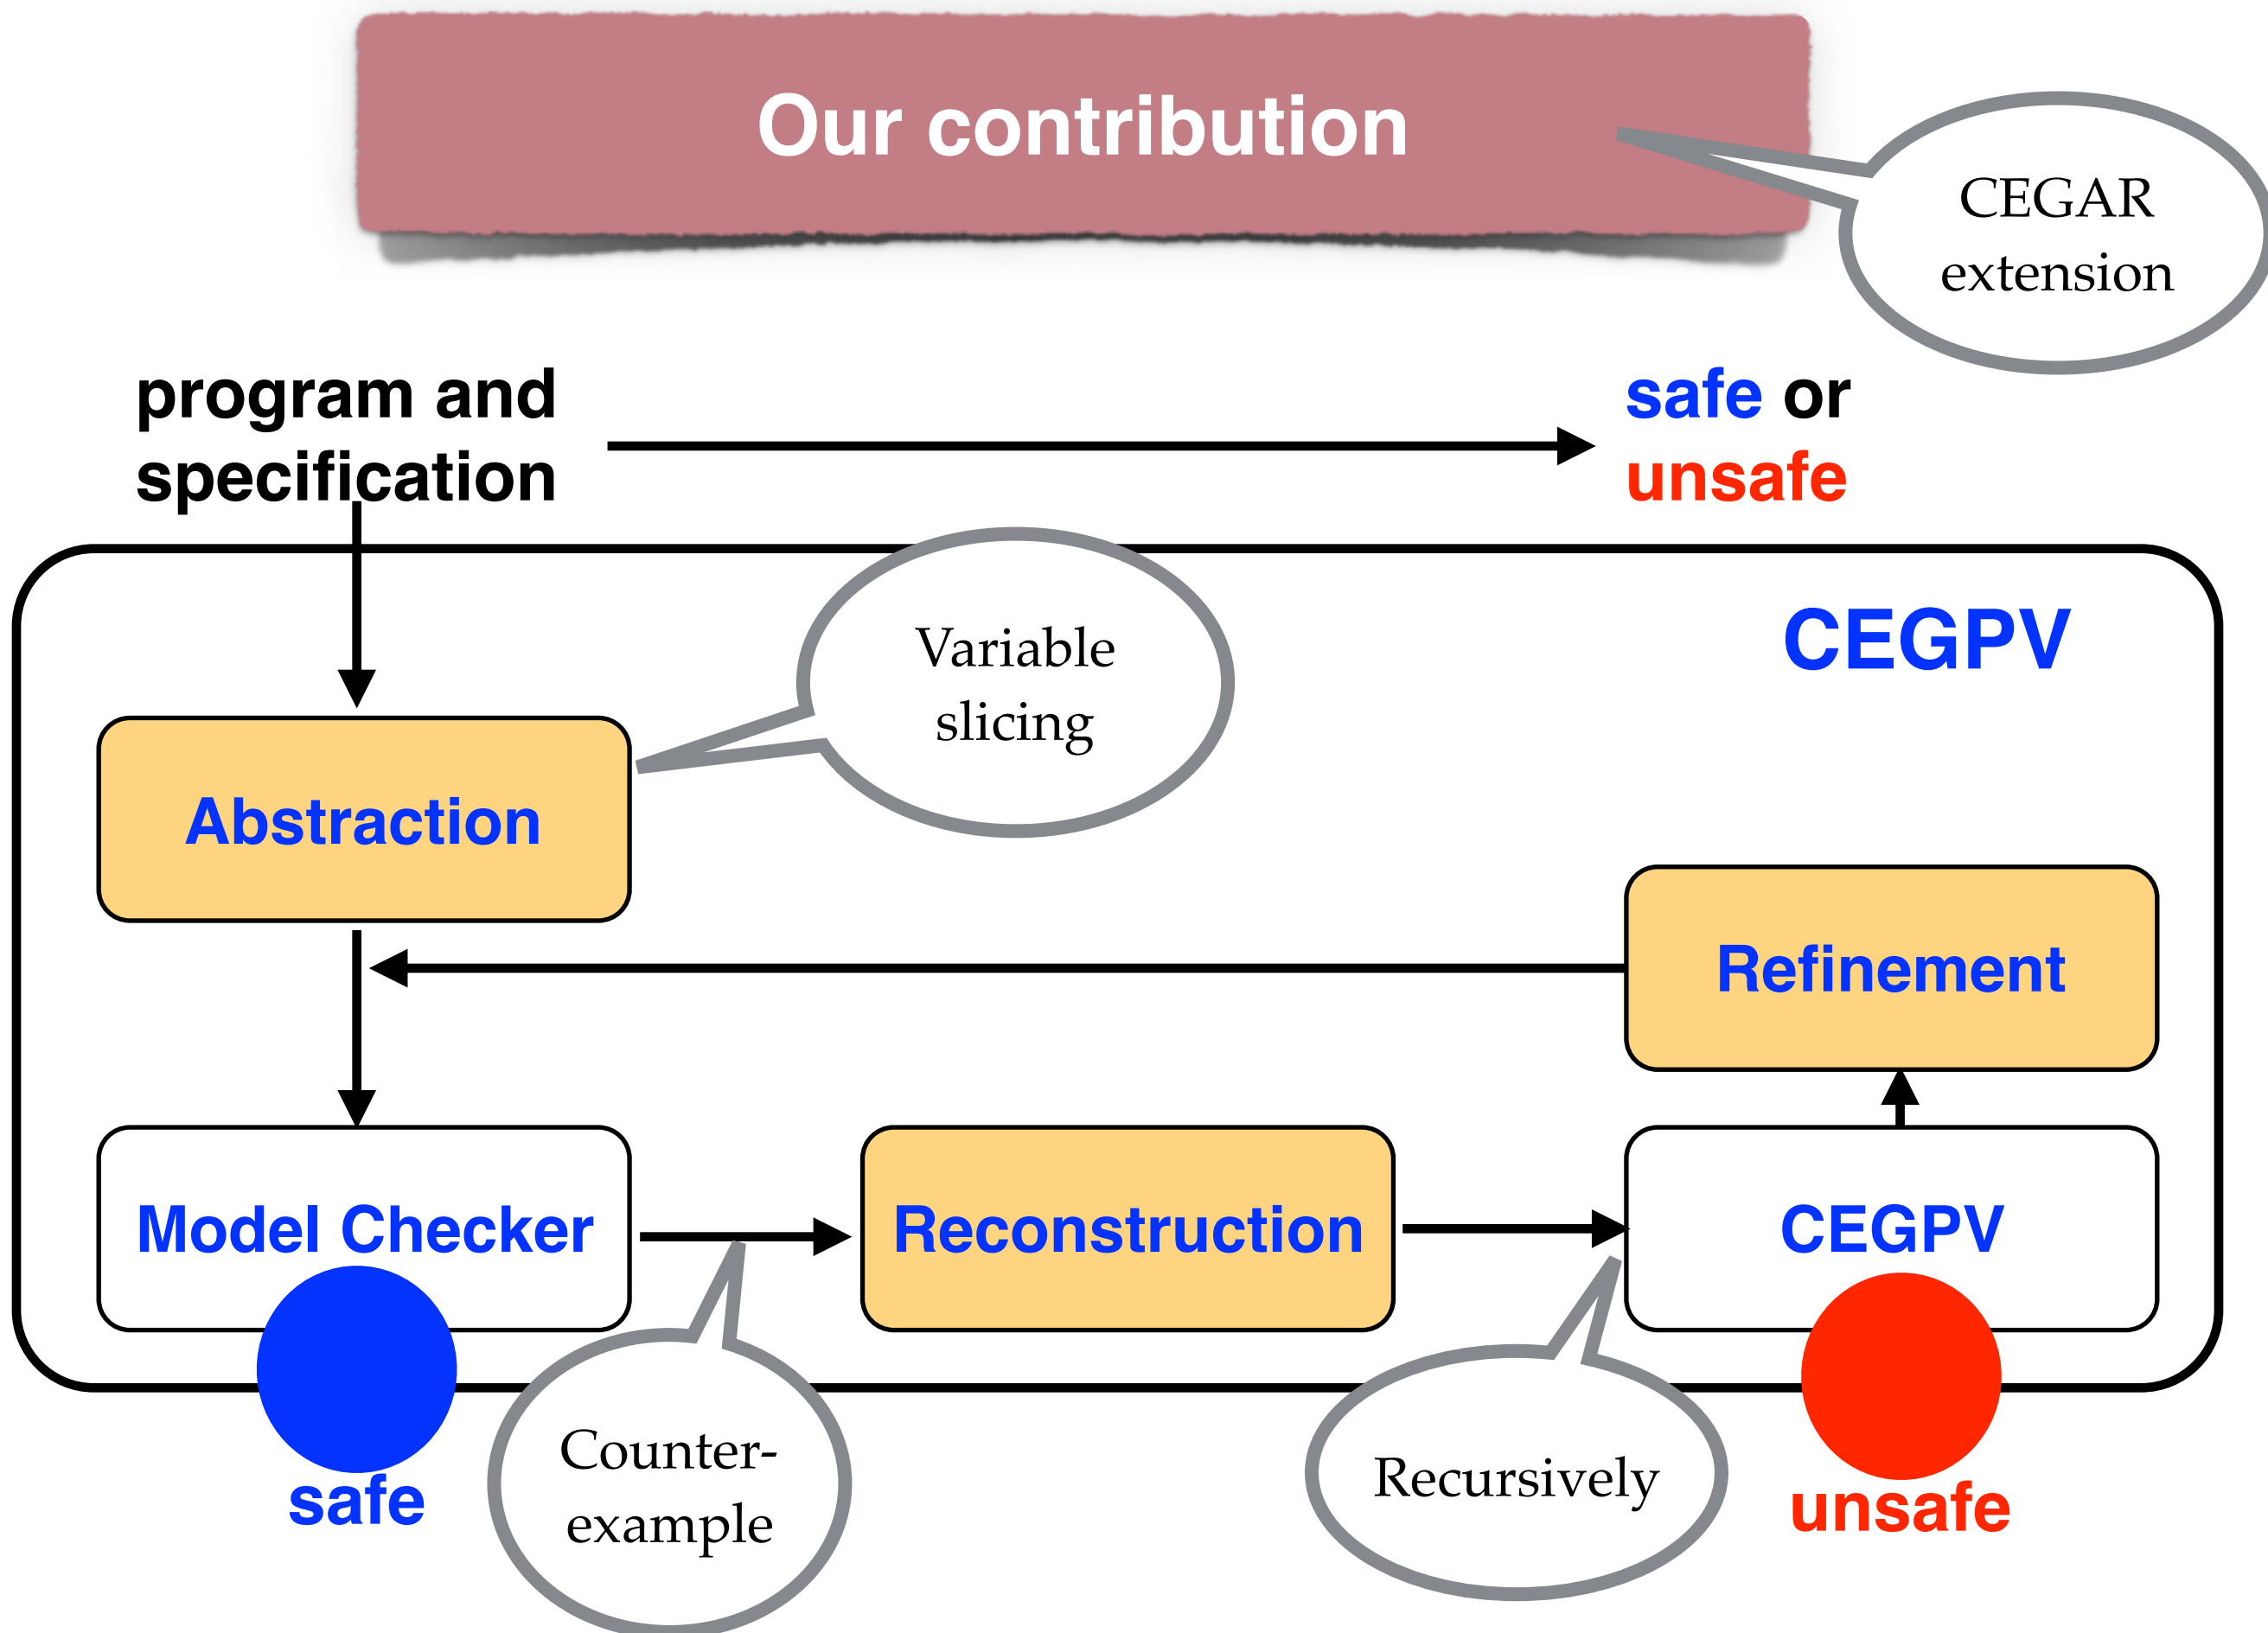 Our contribution
CEGAR
extension
program and
specification
safe or
unsafe
CEGPV
Variable
slicing
Abstraction
Refinement
Model Checker
Reconstruction
CEGPV
Counter-
example
Recursively
safe
unsafe